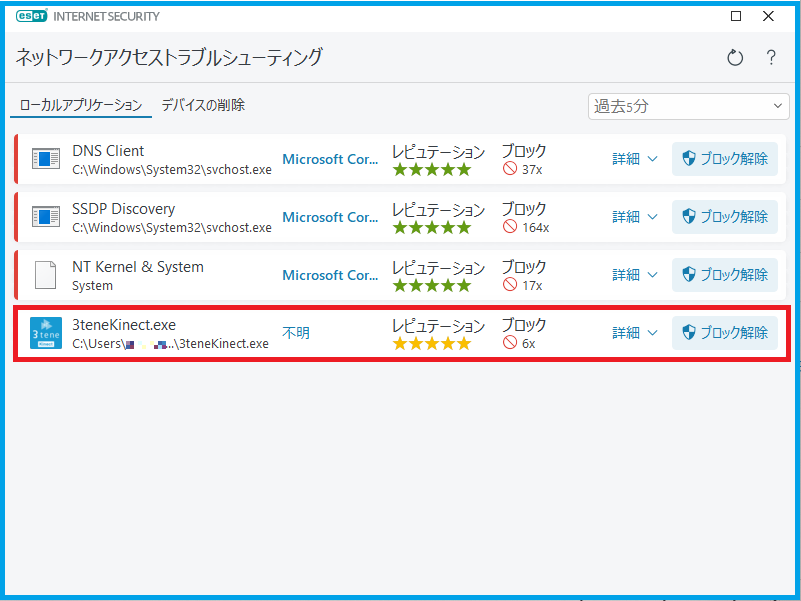 eset INTERNET SECURITY
ネットワークアクセストラブルシューティング
ローカルアプリケーション デバイスの削除 過去5分
DNS Client
C:\Windows\System32\svchost.exe
Microsoft Cor...
レピュテーション
ブロック
37x
詳細
ブロック解除
SSDP Discovery
C:\Windows\System32\svchost.exe
Microsoft Cor...
レピュテーション
ブロック
164x
詳細
ブロック解除
NT Kernel & System
System
Microsoft Cor...
レピュテーション
ブロック
17x
詳細
ブロック解除
3tene
Kinect
3teneKinect.exe
C:\Users\ ...\3teneKinect.exe
不明
レピュテーション
ブロック
6x
詳細
ブロック解除